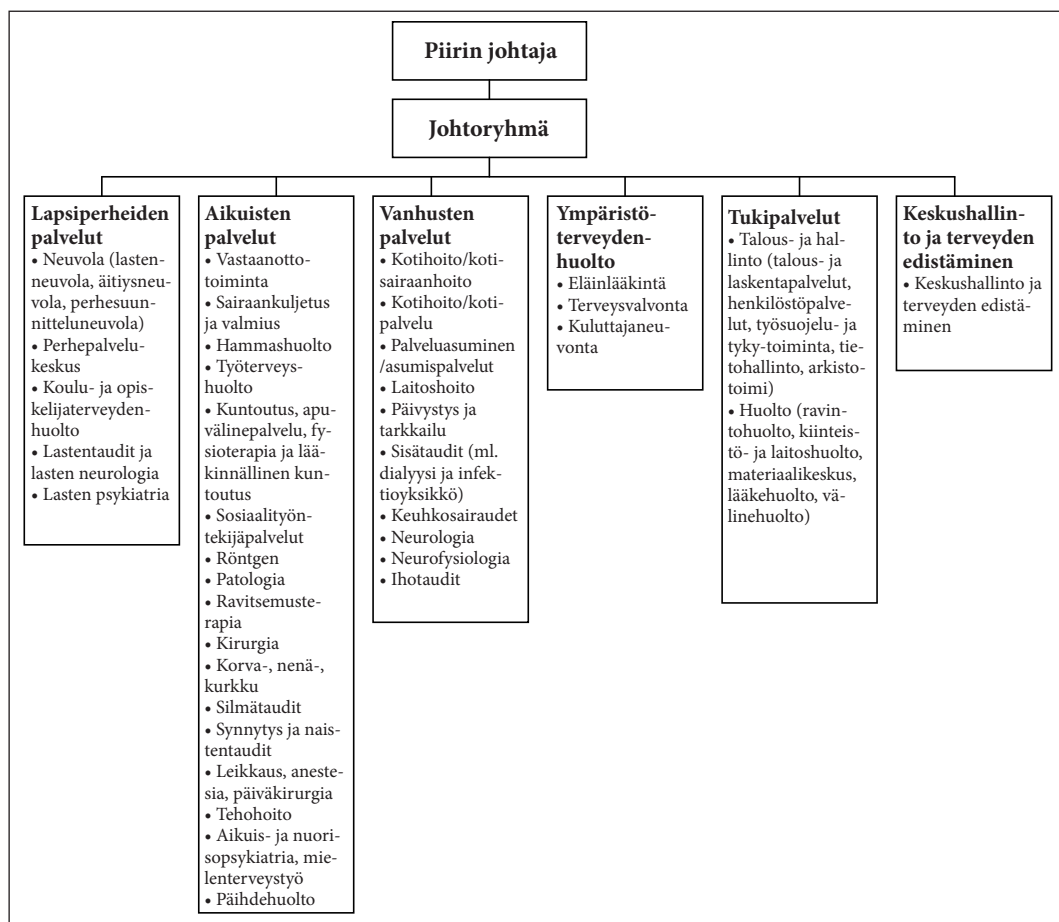 Piirin johtaja
Johtoryhmä
Lapsiperheiden
palvelut
• Neuvola (lasten-
neuvola, äitiysneu-
vola, perhesuun-
nitteluneuvola)
• Perhepalvelu-
keskus
• Koulu- ja opis-
kelijaterveyden-
huolto
• Lastentaudit ja
lasten neurologia
• Lasten psykiatria
Aikuisten
palvelut
• Vastaanotto-
toiminta
• Sairaankuljetus
ja valmius
• Hammashuolto
• Työterveys-
huolto
• Kuntoutus, apu-
välinepalvelu, fy-
sioterapia ja lää-
kinnällinen kun-
toutus
• Sosiaalityön-
tekijäpalvelut
• Röntgen
• Patologia
• Ravitsemuste-
rapia
• Kirurgia
• Korva-, nenä-,
kurkku
• Silmätaudit
• Synnytys ja nais-
tentaudit
• Leikkaus, aneste-
sia, päiväkirurgia
• Tehohoito
• Aikuis- ja nuori-
sopsykiatria, mie-
lenterveystyö
• Päihdehuolto
Vanhusten
palvelut
• Kotihoito/koti-
sairaanhoito
• Kotihoito/koti-
palvelu
• Palveluasuminen
/asumispalvelut
• Laitoshoito
• Päivystys ja
tarkkailu
• Sisätaudit (ml.
dialyysi ja infek-
tioyksikkö)
• Keuhkosairaudet
• Neurologia
• Neurofysiologia
• Ihotaudit
Ympäristö-
terveyden-
huolto
• Eläinlääkintä
• Terveysvalvonta
• Kuluttajaneu-
vonta
Tukipalvelut
• Talous- ja hal-
linto (talous- ja
laskentapalvelut,
henkilöstöpalve-
lut, työsuojelu- ja
tyky-toiminta, tie-
tohallinto, arkisto-
toimi)
• Huolto (ravin-
tohuolto, kiinteis-
tö- ja laitoshuolto,
materiaalikeskus,
lääkehuolto, vä-
linehuolto)
Keskushallin-
to ja terveyden
edistäminen
• Keskushallinto ja
terveyden edistä-
minen